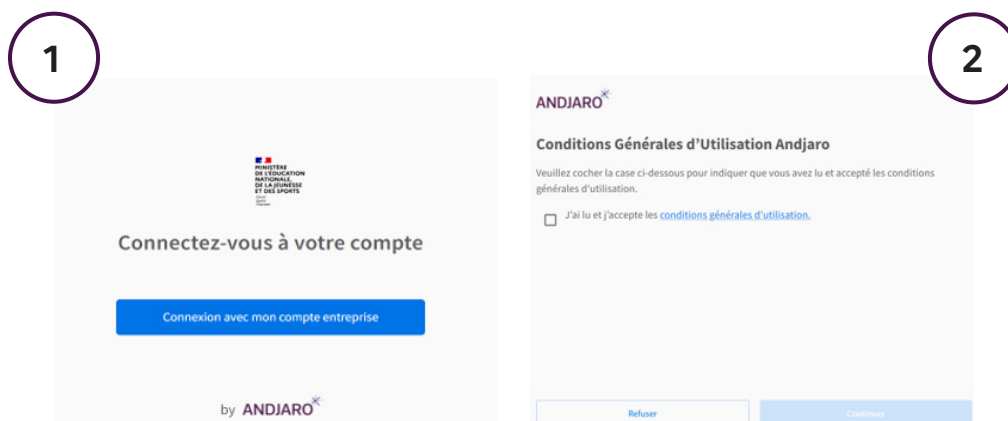 1
MINISTÈRE
DE L'ÉDUCATION
NATIONALE,
DE LA JEUNESSE
ET DES SPORTS
Connectez-vous à votre compte
Connexion avec mon compte entreprise
by ANDJARO
2
ANDJARO
Conditions Générales d'Utilisation Andjaro
Veuillez cocher la case ci-dessous pour indiquer que vous avez lu et accepté les conditions
générales d'utilisation.
J'ai lu et j'accepte les conditions générales d'utilisation.
Refuser
Continuer